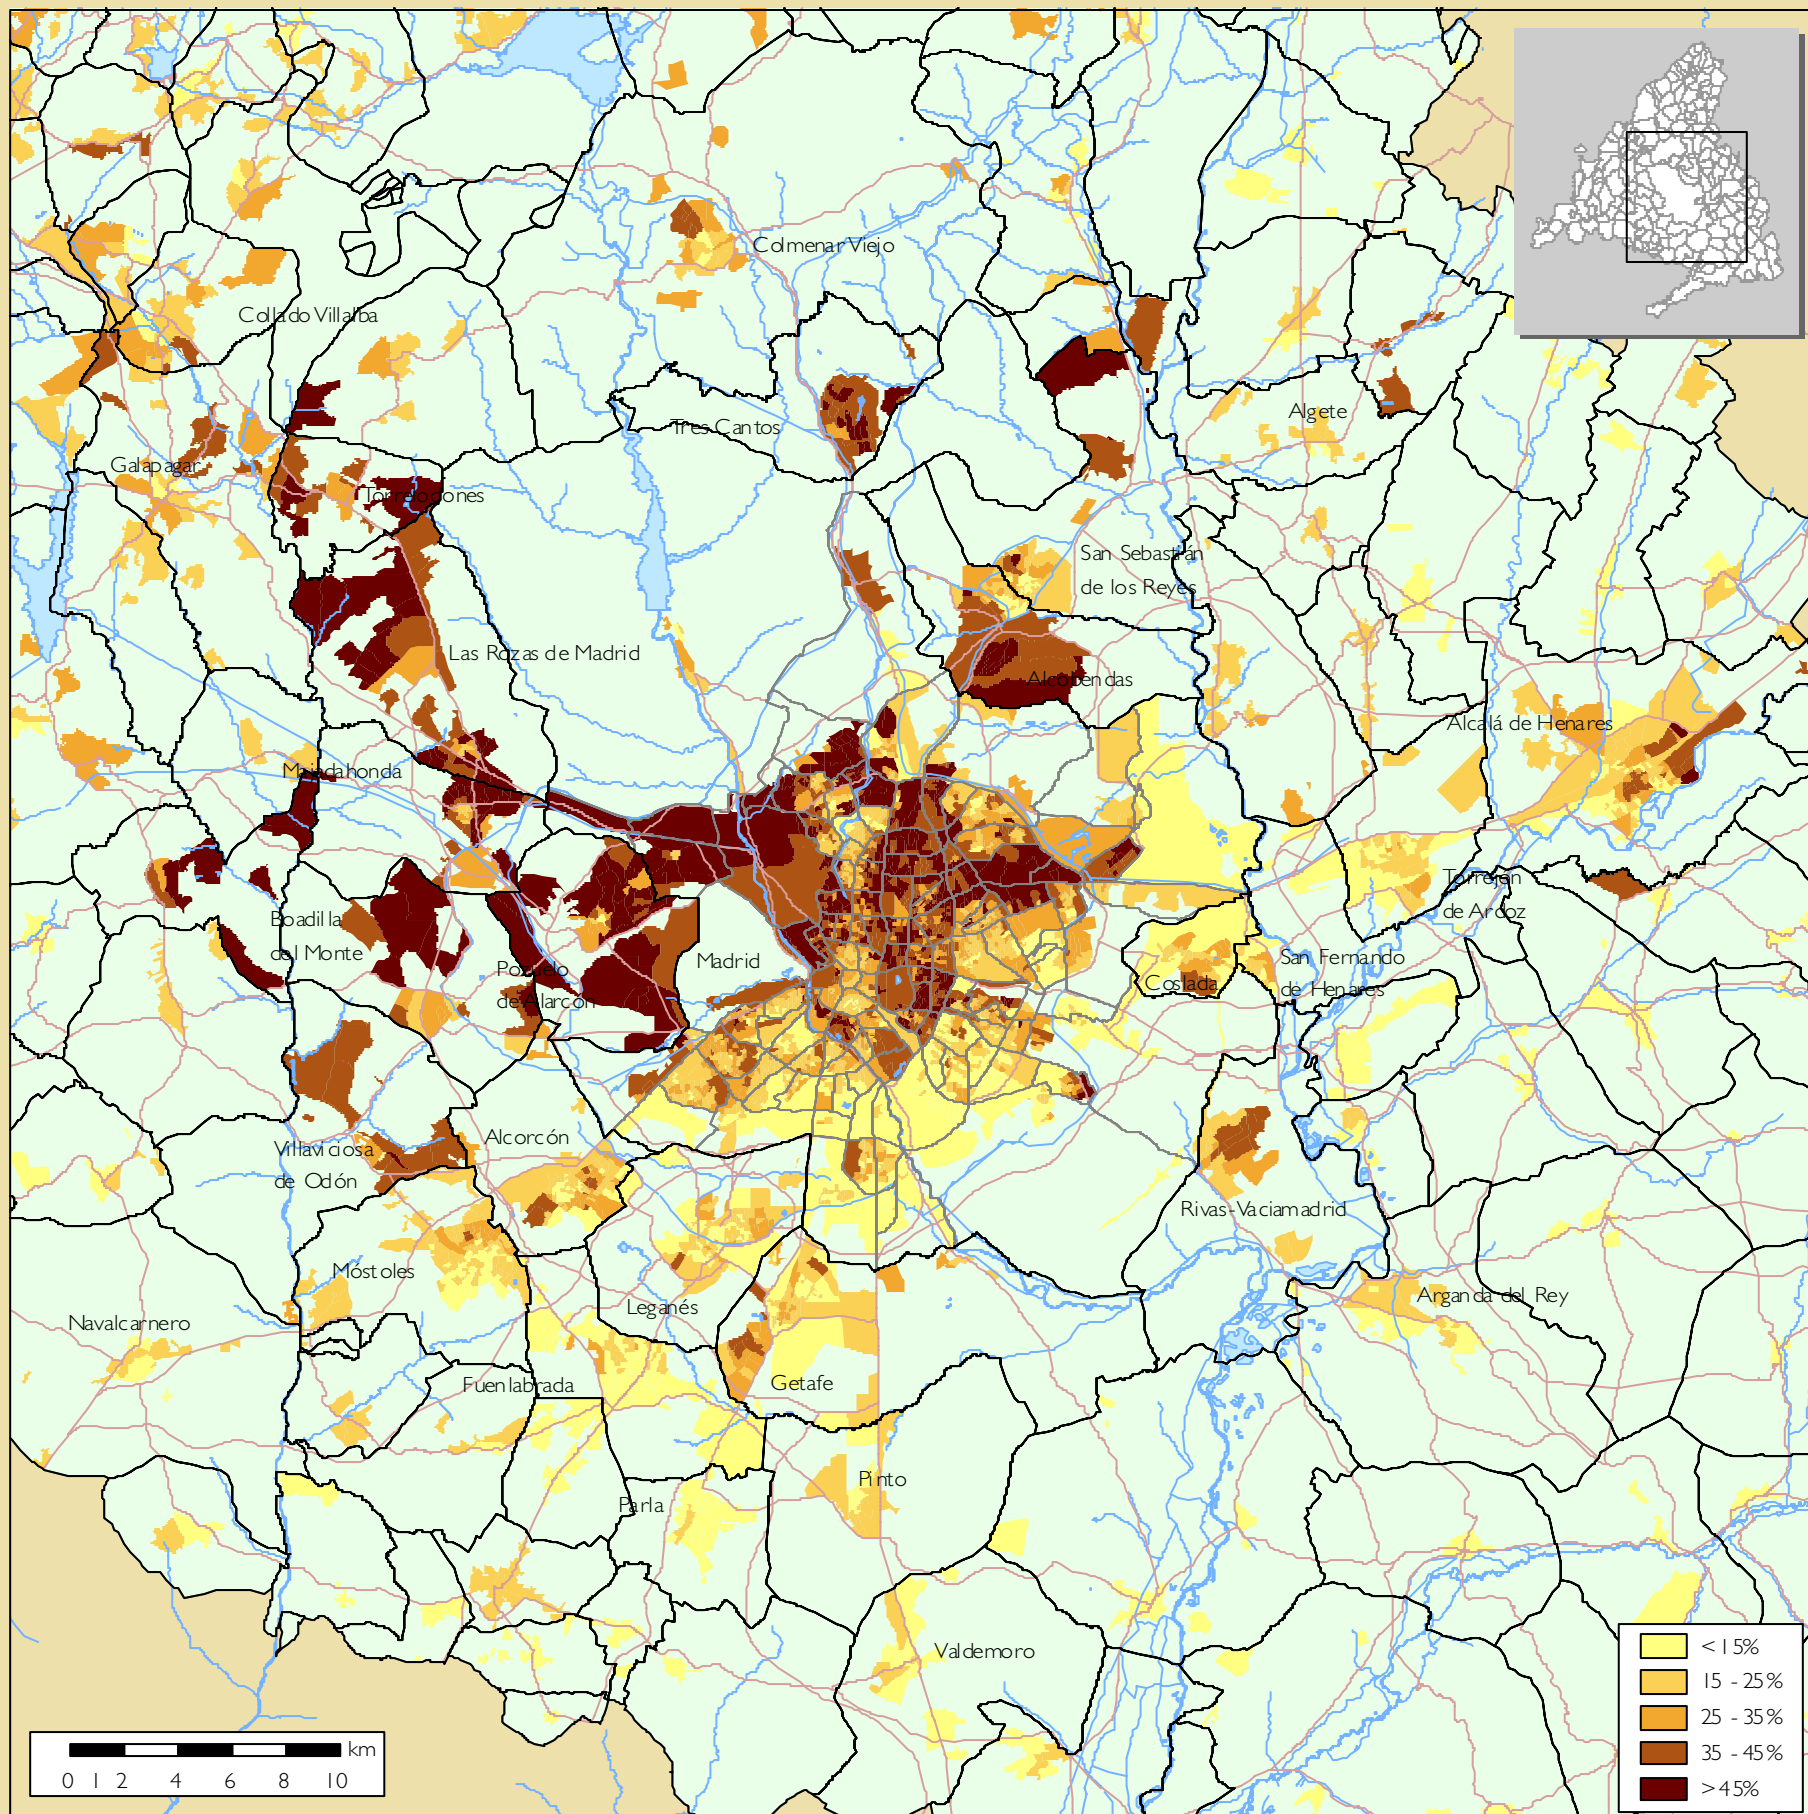 Colmenar Viejo
Collado Villalba
Tres Cantos
Algete
Galapagar
Torrelodones
San Sebastián
de los Reyes
Las Rozas de Madrid
Alcobendas
Alcalá de Henares
Majadahonda
Torrejón
de Ardoz
Boadilla
del Monte
Pozuelo
de Alarcón
Madrid
Coslada
San Fernando
de Henares
Villaviciosa
de Odón
Alcorcón
Rivas-Vaciamadrid
Móstoles
Leganés
Arganda del Rey
Navalcarnero
Fuenlabrada
Getafe
Pinto
Parla
Valdemoro
<15%
15 - 25%
25 - 35%
35 - 45%
>45%
km
0 1 2 4 6 8 10